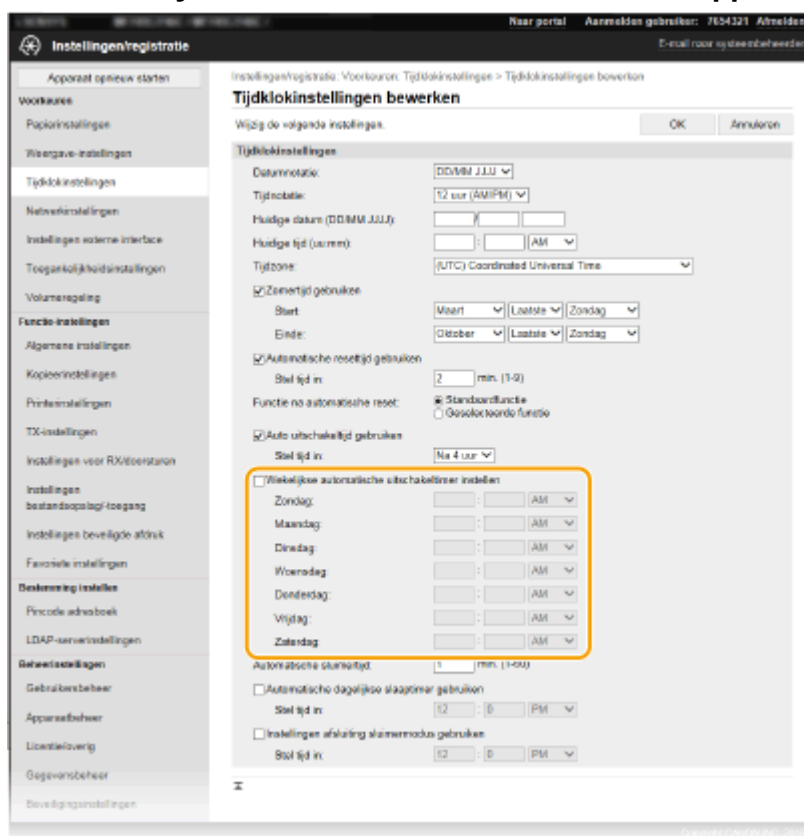 Naar portal Aanmelden gebruiker: 7654321 Afmelden
Instellingen/registratie
E-mail naar systeembeheerder
Apparaat opnieuw starten
Voorkeuren
Papierinstellingen
Weergave-instellingen
Tijdklokinstellingen
Netwerkinstellingen
Instellingen externe interface
Toegankelijkheidsinstellingen
Volumeregeling
Functie-instellingen
Algemene instellingen
Kopieerinstellingen
Printerinstellingen
TX-instellingen
Instellingen voor RX/doorsturen
Instellingen
bestandsopslag/-toegang
Instellingen beveiligde afdruk
Favoriete instellingen
Bestemming instellen
Pincode adresboek
LDAP-serverinstellingen
Beheerinstellingen
Gebruikersbeheer
Apparaatbeheer
Licentie/overig
Gegevensbeheer
Beveiligingsinstellingen
Instellingen/registratie: Voorkeuren: Tijdklokinstellingen > Tijdklokinstellingen bewerken
Tijdklokinstellingen bewerken
Wijzig de volgende instellingen.
OK Annuleren
Tijdklokinstellingen
Datumnotatie: DD/MM JJJJ
Tijdnotatie: 12 uur (AM/PM)
Huidige datum (DD/MM JJJJ): /
Huidige tijd (uu:mm): : AM
Tijdzone: (UTC) Coordinated Universal Time
Zomertijd gebruiken
Start: Maart Laatste Zondag
Einde: Oktober Laatste Zondag
Automatische resettijd gebruiken
Stel tijd in: 2 min. (1-9)
Functie na automatische reset: Standaardfunctie
Geselecteerde functie
Auto uitschakeltijd gebruiken
Stel tijd in: Na 4 uur
Wekelijkse automatische uitschakeltimer instellen
Zondag: : AM
Maandag: : AM
Dinsdag: : AM
Woensdag: : AM
Donderdag: : AM
Vrijdag: : AM
Zaterdag: : AM
Automatische sluimertijd: 1 min. (1-60)
Automatische dagelijkse slaaptimer gebruiken
Stel tijd in: 12 : 0 PM
Instellingen afsluiting sluimermodus gebruiken
Stel tijd in: 12 : 0 PM